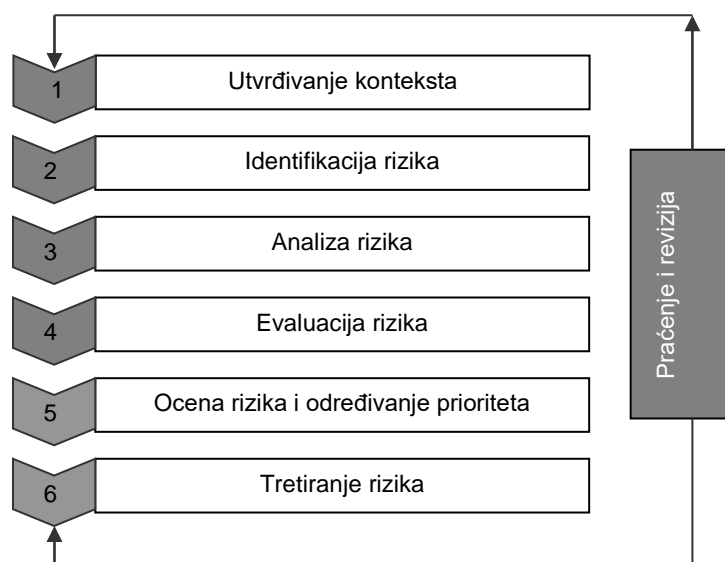 1
Utvrđivanje konteksta
2
Identifikacija rizika
3
Analiza rizika
4
Evaluacija rizika
5
Ocena rizika i određivanje prioriteta
6
Tretiranje rizika
Praćenje i revizija